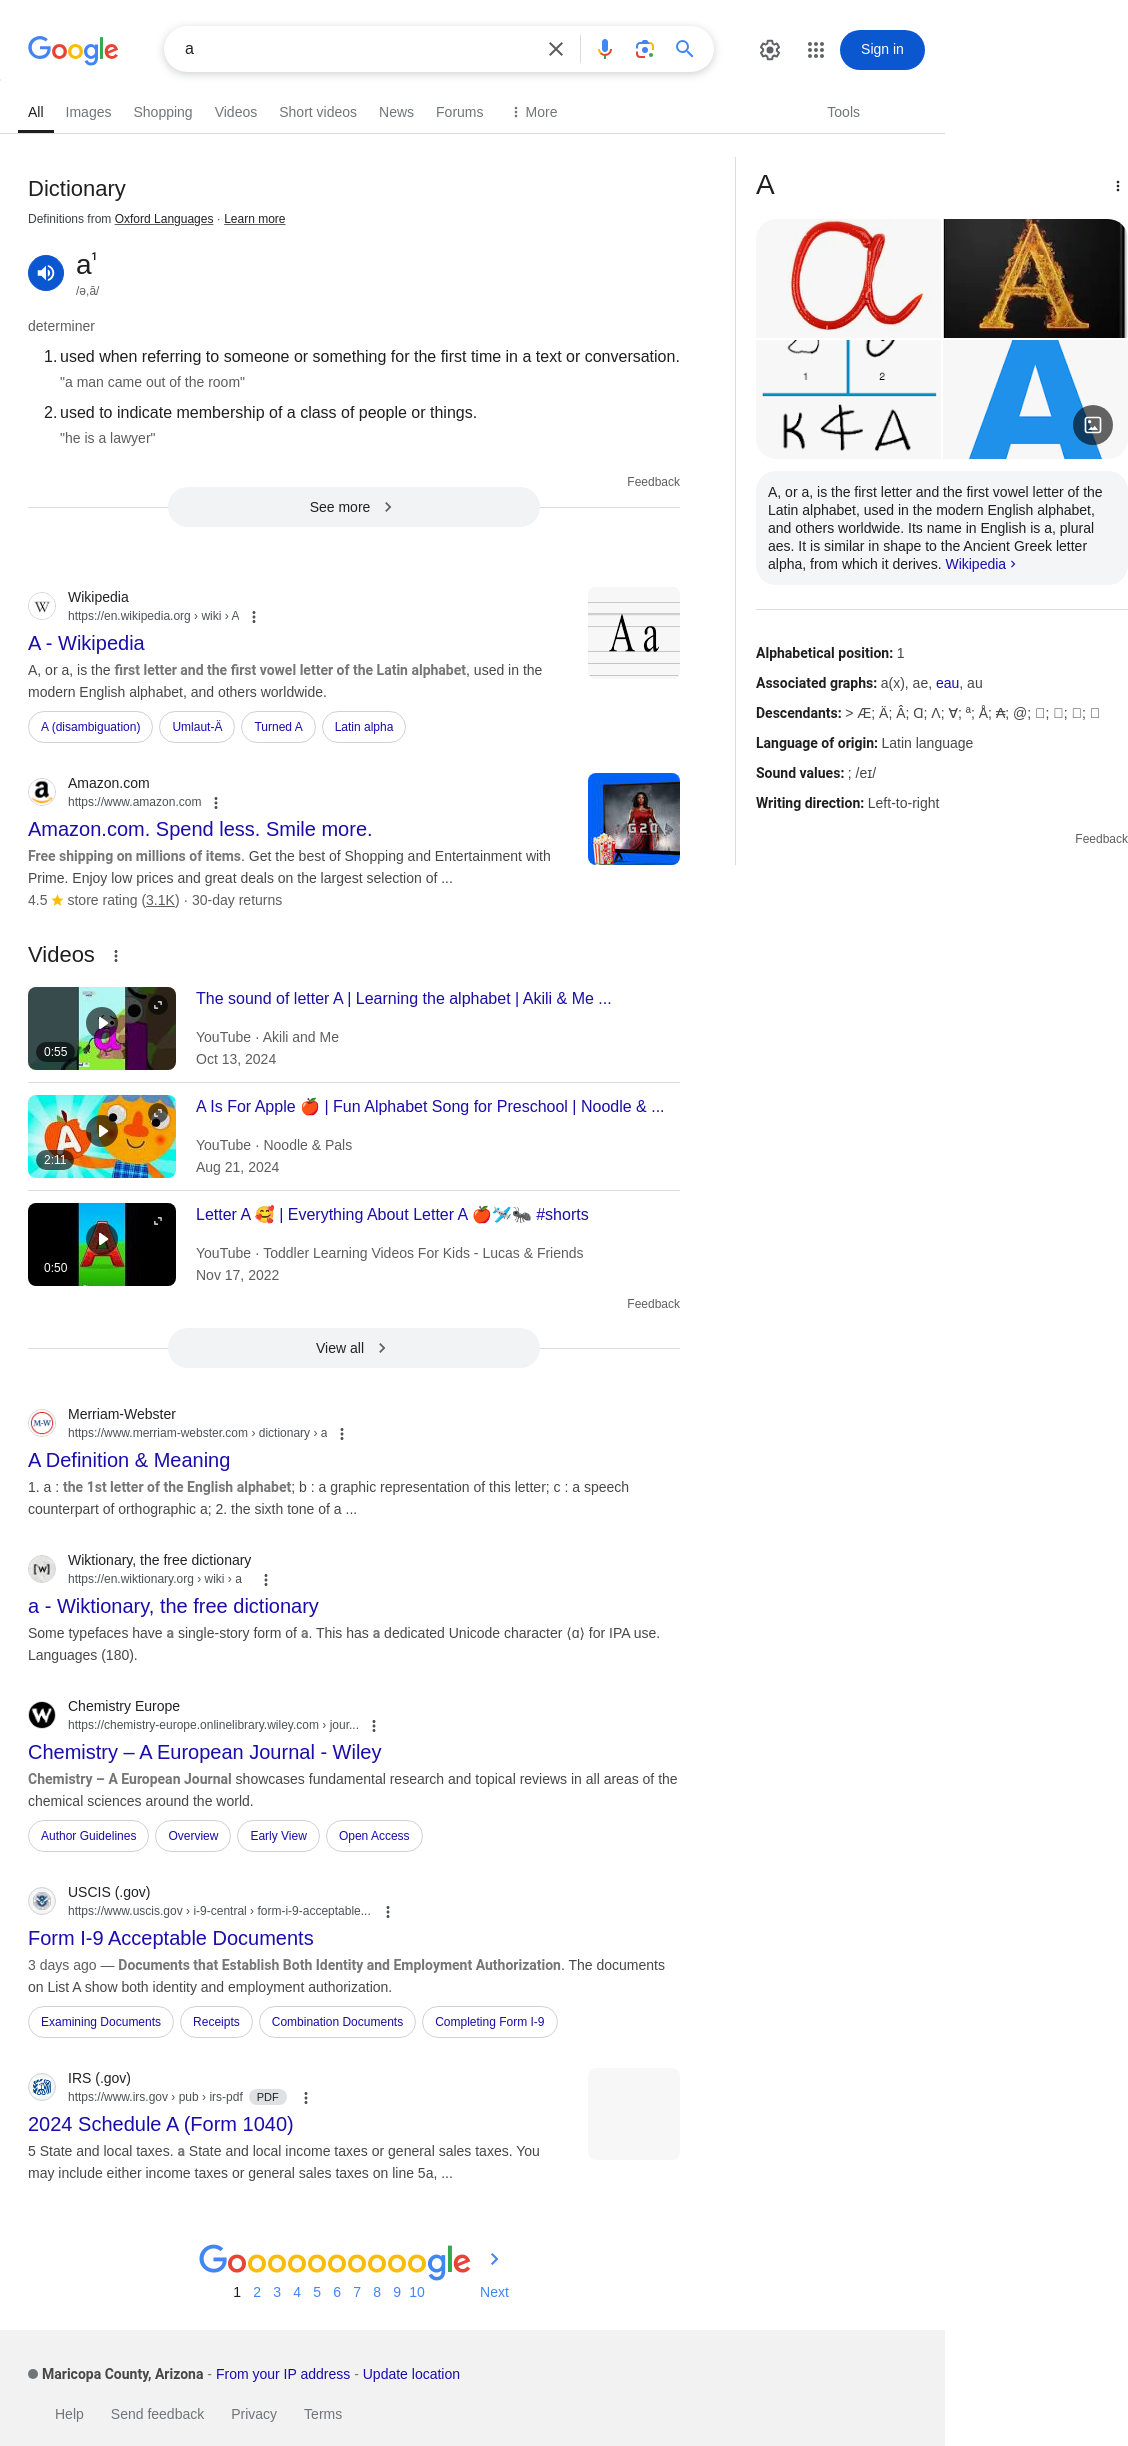 Google
a
Sign in
All Images Shopping Videos Short videos News Forums More Tools
Dictionary
Definitions from Oxford Languages · Learn more
a¹
/ə,ā/
determiner
1. used when referring to someone or something for the first time in a text or conversation.
"a man came out of the room"
2. used to indicate membership of a class of people or things.
"he is a lawyer"
Feedback
See more
Wikipedia
https://en.wikipedia.org › wiki › A
A - Wikipedia
A, or a, is the first letter and the first vowel letter of the Latin alphabet, used in the
modern English alphabet, and others worldwide.
A (disambiguation) Umlaut-Ä Turned A Latin alpha
A a
Amazon.com
https://www.amazon.com
Amazon.com. Spend less. Smile more.
Free shipping on millions of items. Get the best of Shopping and Entertainment with
Prime. Enjoy low prices and great deals on the largest selection of ...
4.5 ★ store rating (3.1K) · 30-day returns
G20
Videos
The sound of letter A | Learning the alphabet | Akili & Me ...
YouTube · Akili and Me
Oct 13, 2024
0:55
A Is For Apple 🍎 | Fun Alphabet Song for Preschool | Noodle & ...
YouTube · Noodle & Pals
Aug 21, 2024
A
2:11
Letter A 🥰 | Everything About Letter A 🍎🛩️🐜 #shorts
YouTube · Toddler Learning Videos For Kids - Lucas & Friends
Nov 17, 2022
A
0:50
Feedback
View all
M-W
Merriam-Webster
https://www.merriam-webster.com › dictionary › a
A Definition & Meaning
1. a : the 1st letter of the English alphabet; b : a graphic representation of this letter; c : a speech
counterpart of orthographic a; 2. the sixth tone of a ...
[w]
Wiktionary, the free dictionary
https://en.wiktionary.org › wiki › a
a - Wiktionary, the free dictionary
Some typefaces have a single-story form of a. This has a dedicated Unicode character ⟨ɑ⟩ for IPA use.
Languages (180).
W
Chemistry Europe
https://chemistry-europe.onlinelibrary.wiley.com › jour...
Chemistry – A European Journal - Wiley
Chemistry – A European Journal showcases fundamental research and topical reviews in all areas of the
chemical sciences around the world.
Author Guidelines Overview Early View Open Access
USCIS (.gov)
https://www.uscis.gov › i-9-central › form-i-9-acceptable...
Form I-9 Acceptable Documents
3 days ago — Documents that Establish Both Identity and Employment Authorization. The documents
on List A show both identity and employment authorization.
Examining Documents Receipts Combination Documents Completing Form I-9
IRS (.gov)
https://www.irs.gov › pub › irs-pdf PDF
2024 Schedule A (Form 1040)
5 State and local taxes. a State and local income taxes or general sales taxes. You
may include either income taxes or general sales taxes on line 5a, ...
A
a
A
1 2
K A
A
A, or a, is the first letter and the first vowel letter of the
Latin alphabet, used in the modern English alphabet,
and others worldwide. Its name in English is a, plural
aes. It is similar in shape to the Ancient Greek letter
alpha, from which it derives. Wikipedia ›
Alphabetical position: 1
Associated graphs: a(x), ae, eau, au
Descendants: > Æ; Ä; Â; Ɑ; Λ; Ɐ; ª; Å; ₳; @; □; □; □; □
Language of origin: Latin language
Sound values: ; /eɪ/
Writing direction: Left-to-right
Feedback
Goooooooooogle
1 2 3 4 5 6 7 8 9 10 Next
Maricopa County, Arizona - From your IP address - Update location
Help Send feedback Privacy Terms